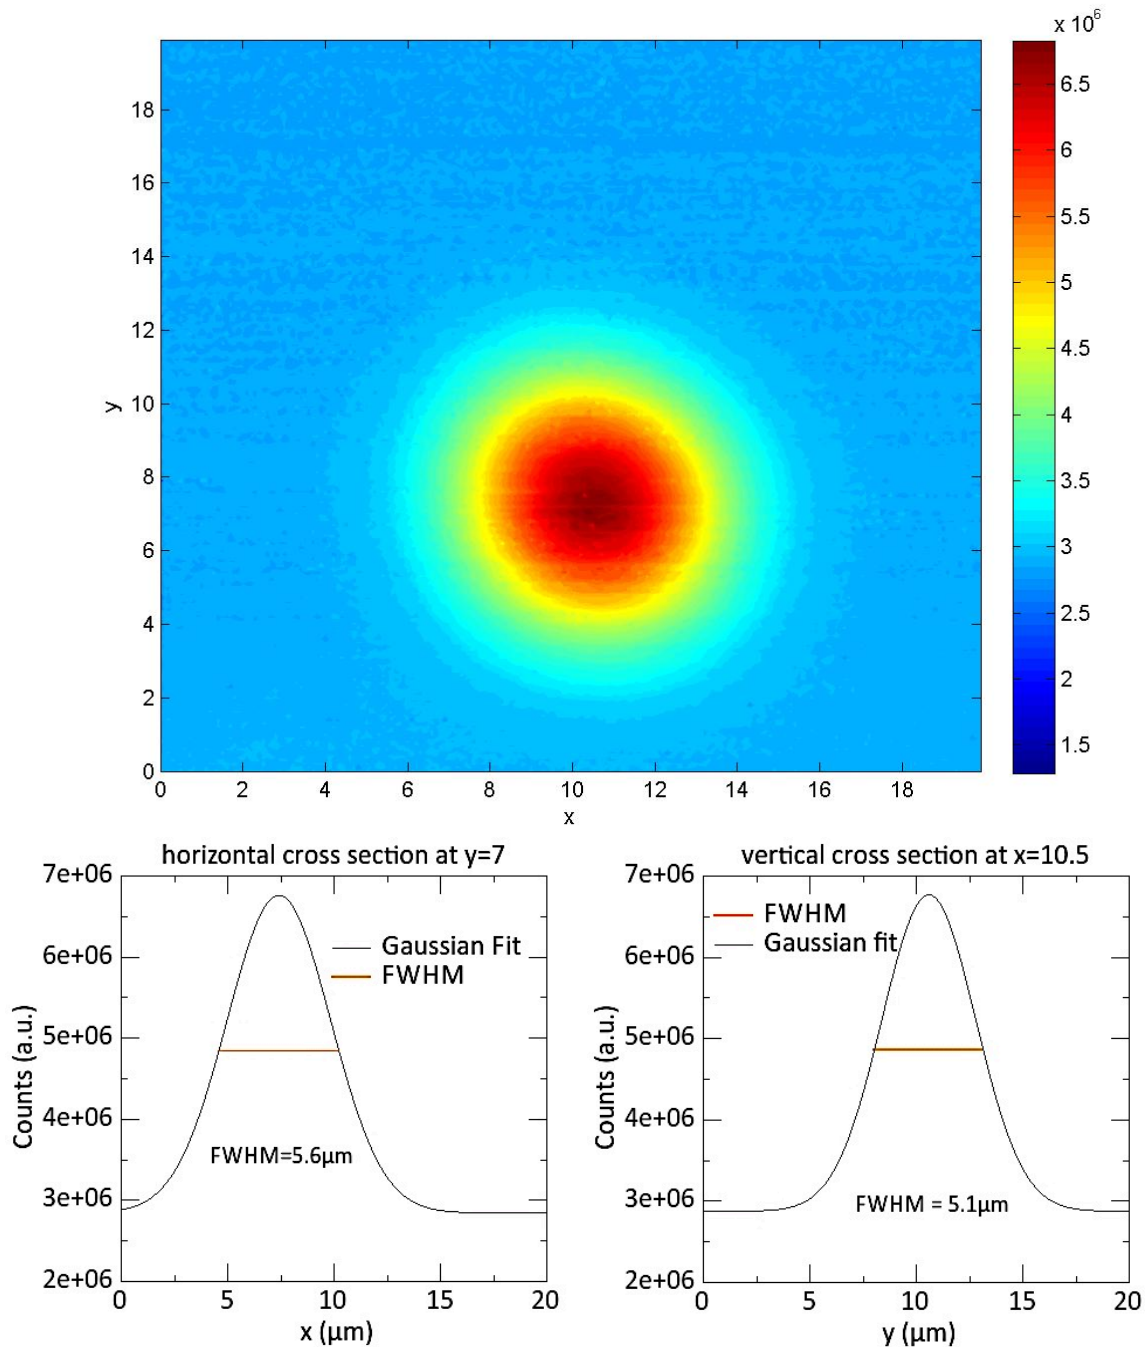 x 10⁶
6.5
6
5.5
5
4.5
4
3.5
3
2.5
2
1.5
18
16
14
12
10
8
6
4
2
0
y
0 2 4 6 8 10 12 14 16 18
x
horizontal cross section at y=7
7e+06
6e+06
5e+06
4e+06
3e+06
2e+06
Counts (a.u.)
Gaussian Fit
FWHM
FWHM=5.6μm
0 5 10 15 20
x (μm)
vertical cross section at x=10.5
7e+06
6e+06
5e+06
4e+06
3e+06
2e+06
Counts (a.u.)
FWHM
Gaussian fit
FWHM = 5.1μm
0 5 10 15 20
y (μm)